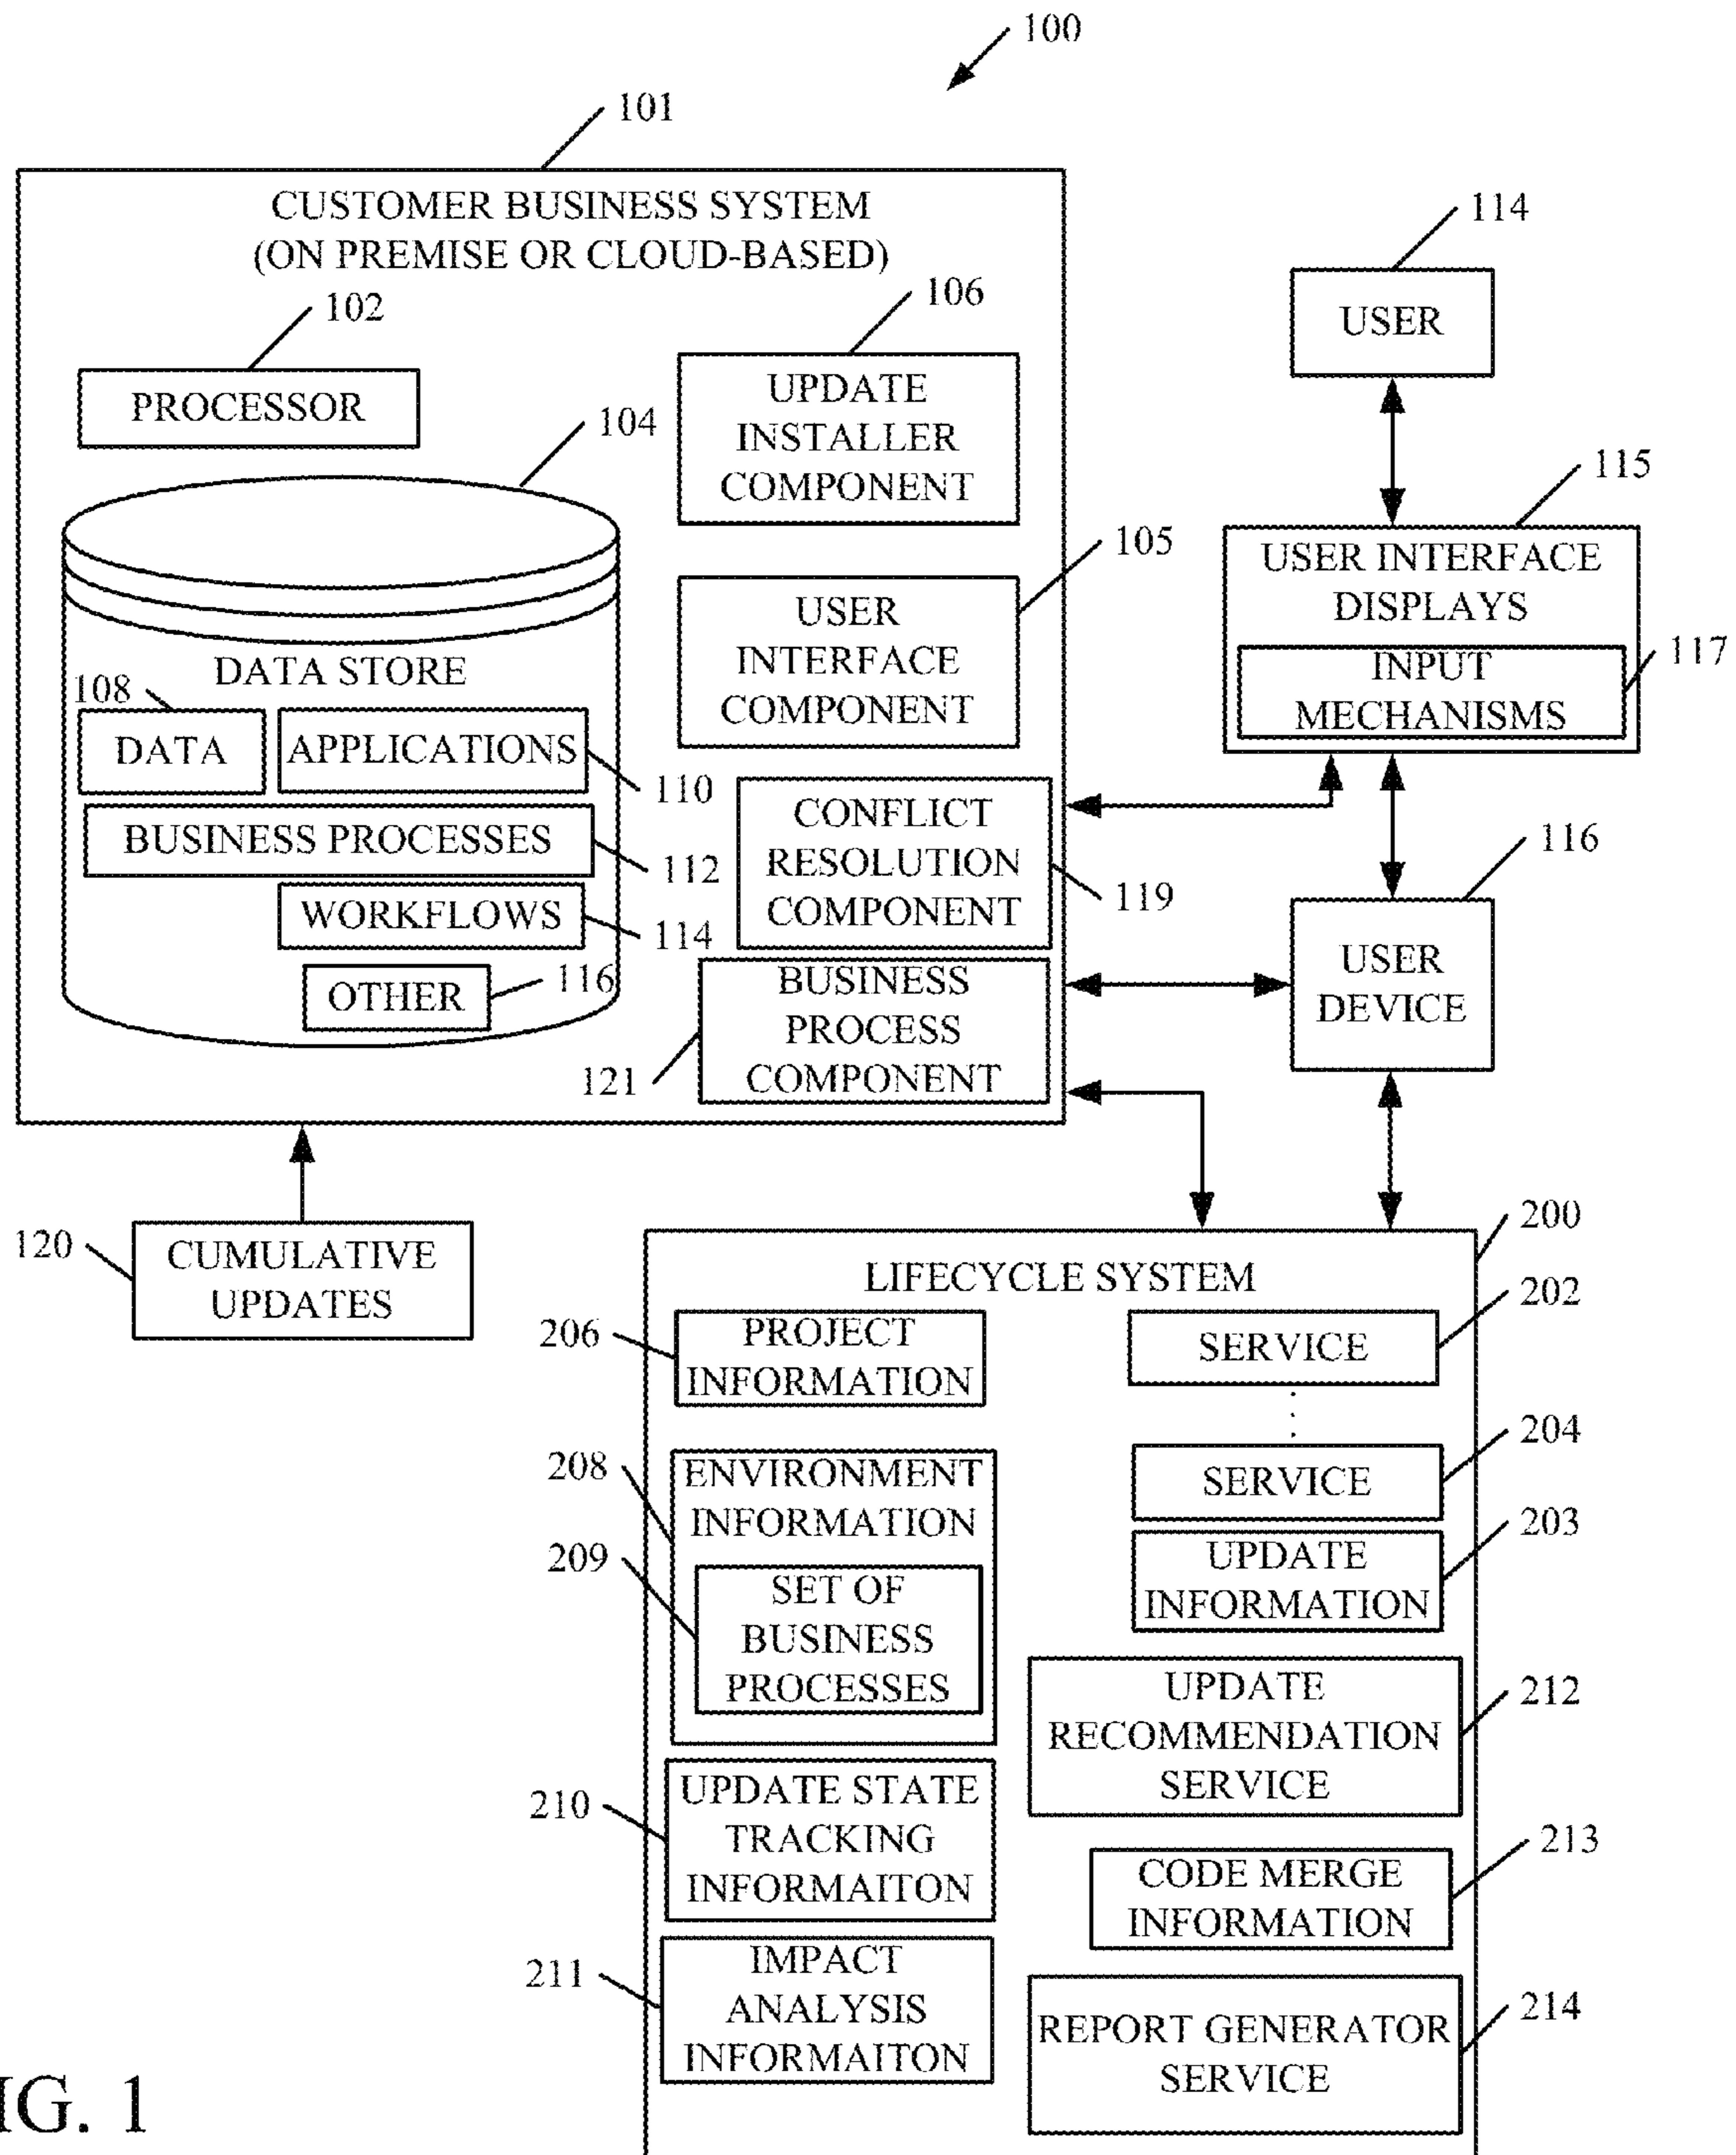 100
101
CUSTOMER BUSINESS SYSTEM
(ON PREMISE OR CLOUD-BASED)
102
PROCESSOR
104
106
UPDATE
INSTALLER
COMPONENT
105
USER
INTERFACE
COMPONENT
DATA STORE
108
DATA
APPLICATIONS
110
BUSINESS PROCESSES
112
WORKFLOWS
114
OTHER
116
CONFLICT
RESOLUTION
COMPONENT
119
BUSINESS
PROCESS
COMPONENT
121
114
USER
115
USER INTERFACE
DISPLAYS
INPUT
MECHANISMS
117
116
USER
DEVICE
120
CUMULATIVE
UPDATES
200
LIFECYCLE SYSTEM
206
PROJECT
INFORMATION
202
SERVICE
204
SERVICE
208
ENVIRONMENT
INFORMATION
209
SET OF
BUSINESS
PROCESSES
203
UPDATE
INFORMATION
212
UPDATE
RECOMMENDATION
SERVICE
210
UPDATE STATE
TRACKING
INFORMAITON
213
CODE MERGE
INFORMATION
211
IMPACT
ANALYSIS
INFORMAITON
214
REPORT GENERATOR
SERVICE
IG. 1